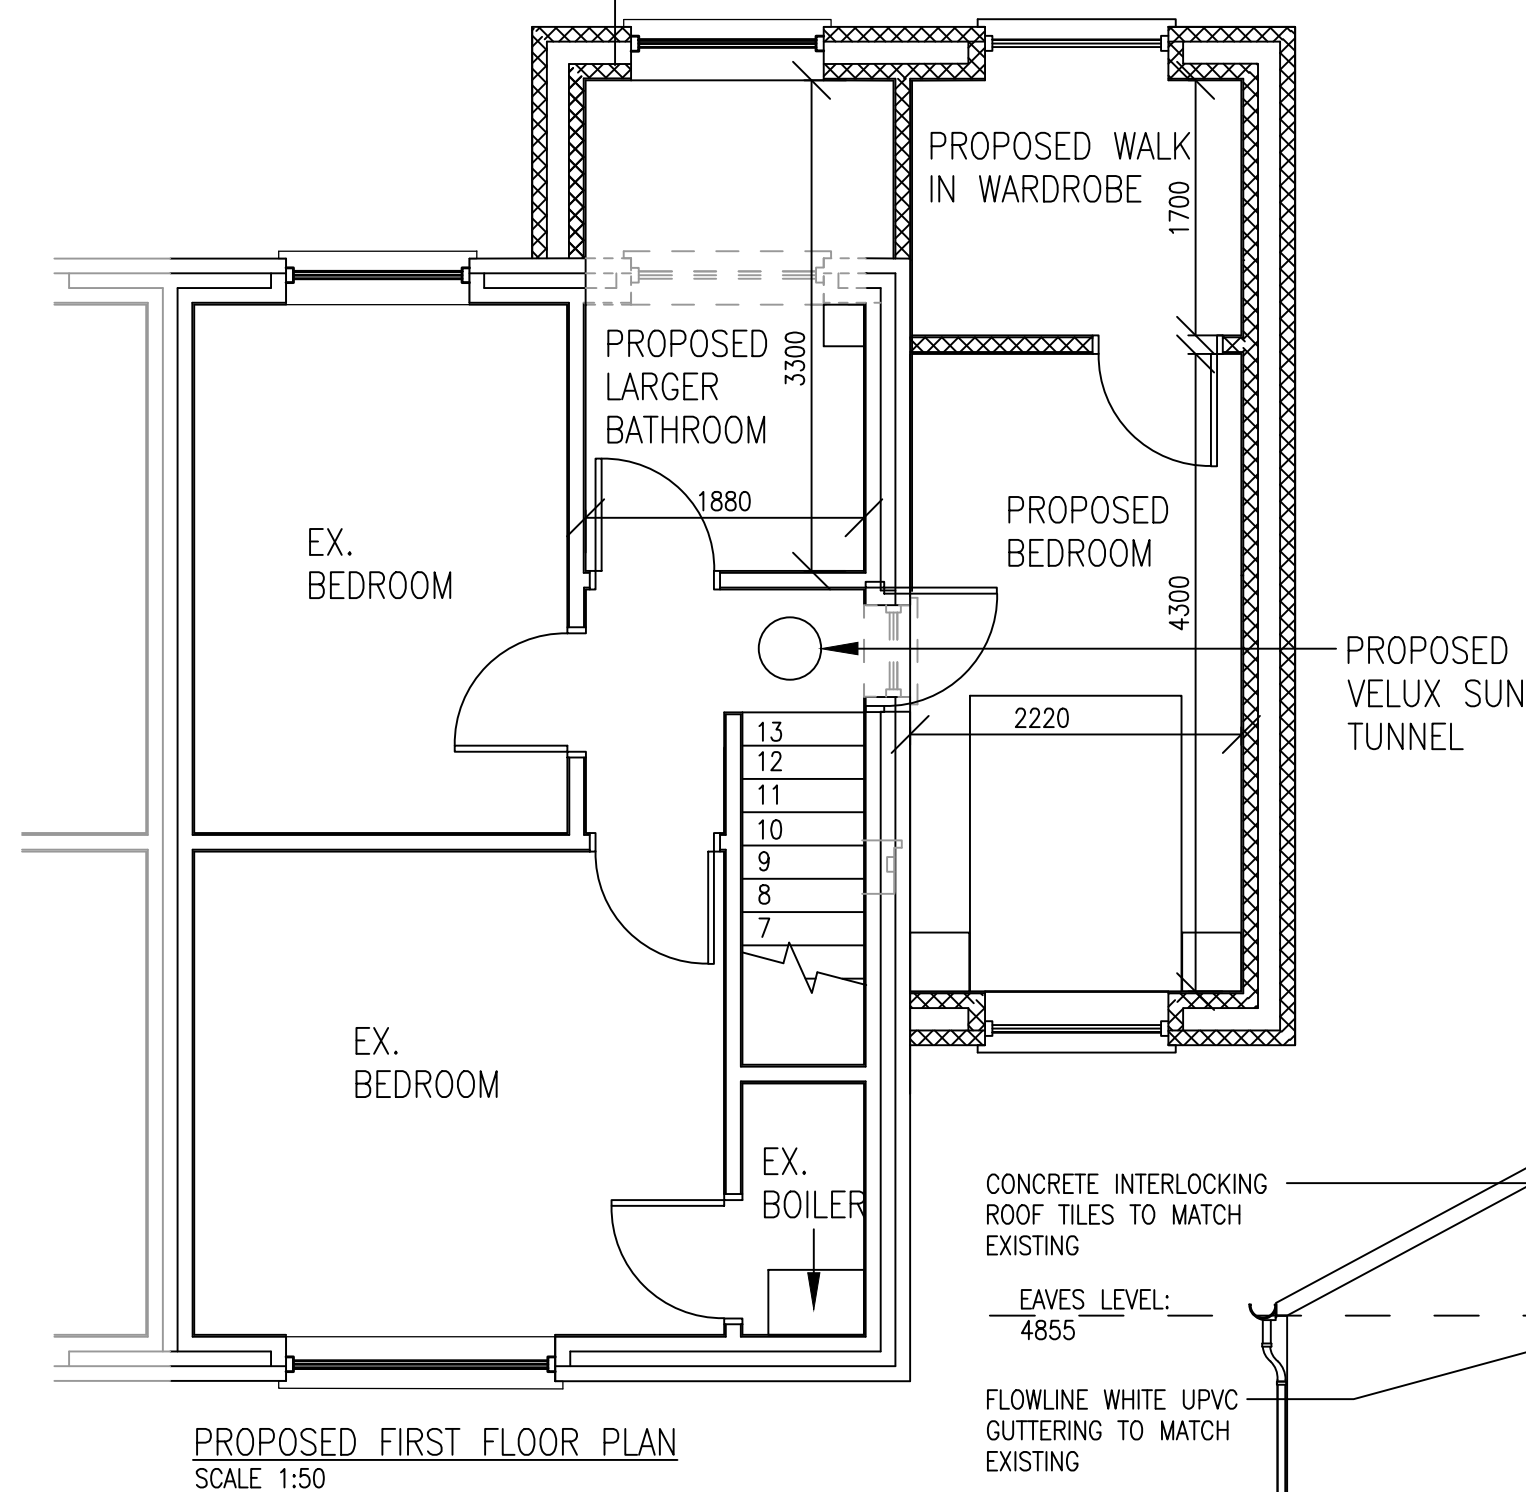 PROPOSED WALK
IN WARDROBE
1700
PROPOSED
LARGER
BATHROOM
3300
1880
EX.
BEDROOM
PROPOSED
BEDROOM
4300
PROPOSED
VELUX SUN
TUNNEL
2220
13
12
11
10
9
8
7
EX.
BEDROOM
EX.
BOILER
CONCRETE INTERLOCKING
ROOF TILES TO MATCH
EXISTING
EAVES LEVEL:
4855
FLOWLINE WHITE UPVC
GUTTERING TO MATCH
EXISTING
PROPOSED FIRST FLOOR PLAN
SCALE 1:50